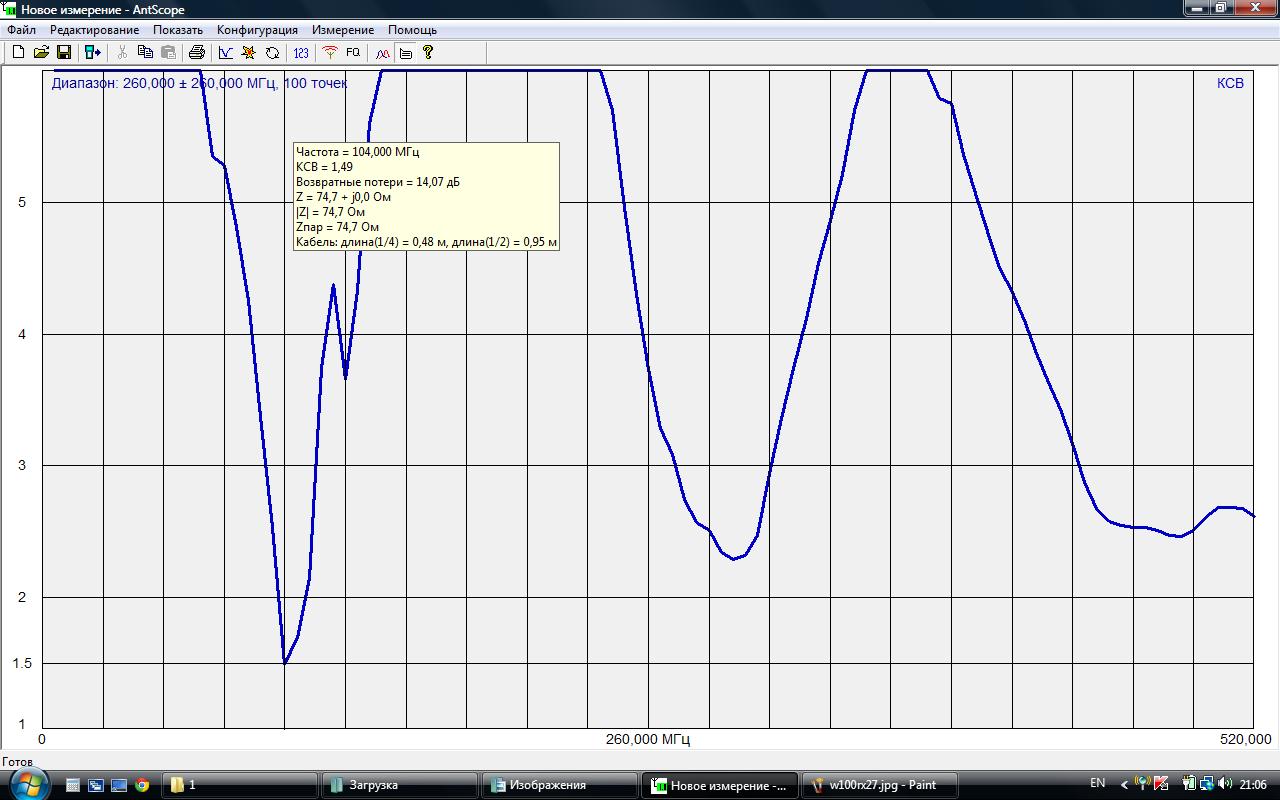 Новое измерение - AntScope
Файл Редактирование Показать Конфигурация Измерение Помощь
123 FQ
Диапазон: 260,000 ± 260,000 МГц, 100 точек
КСВ
Частота = 104,000 МГц
КСВ = 1,49
Возвратные потери = 14,07 дБ
Z = 74,7 + j0,0 Ом
|Z| = 74,7 Ом
Zпар = 74,7 Ом
Кабель: длина(1/4) = 0,48 м, длина(1/2) = 0,95 м
5
4
3
2
1.5
1
0 260,000 МГц 520,000
Готов
1 Загрузка Изображения Новое измерение -... w100rx27.jpg - Paint EN 21:06